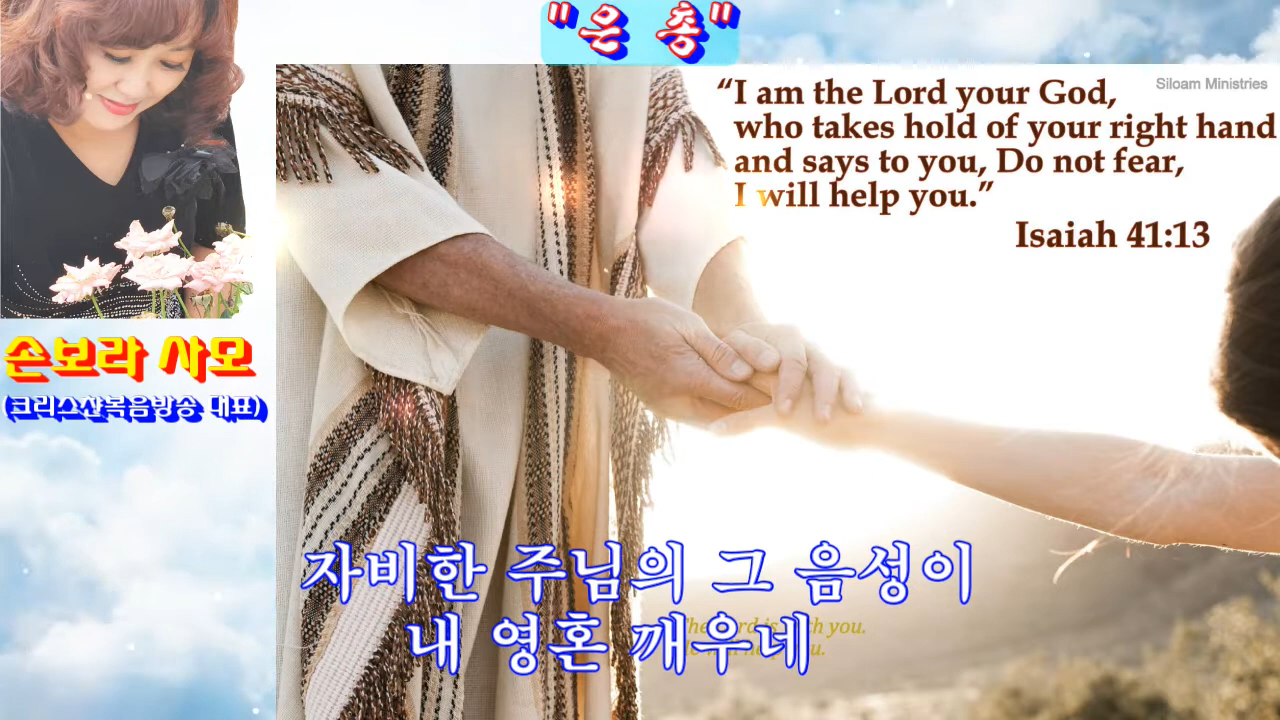 "은 총"
Siloam Ministries
“I am the Lord your God,
who takes hold of your right hand
and says to you, Do not fear,
I will help you.”
Isaiah 41:13
손보라 사모
(크리스찬복음방송 대표)
자비한 주님의 그 음성이
내 영혼 깨우네
you.